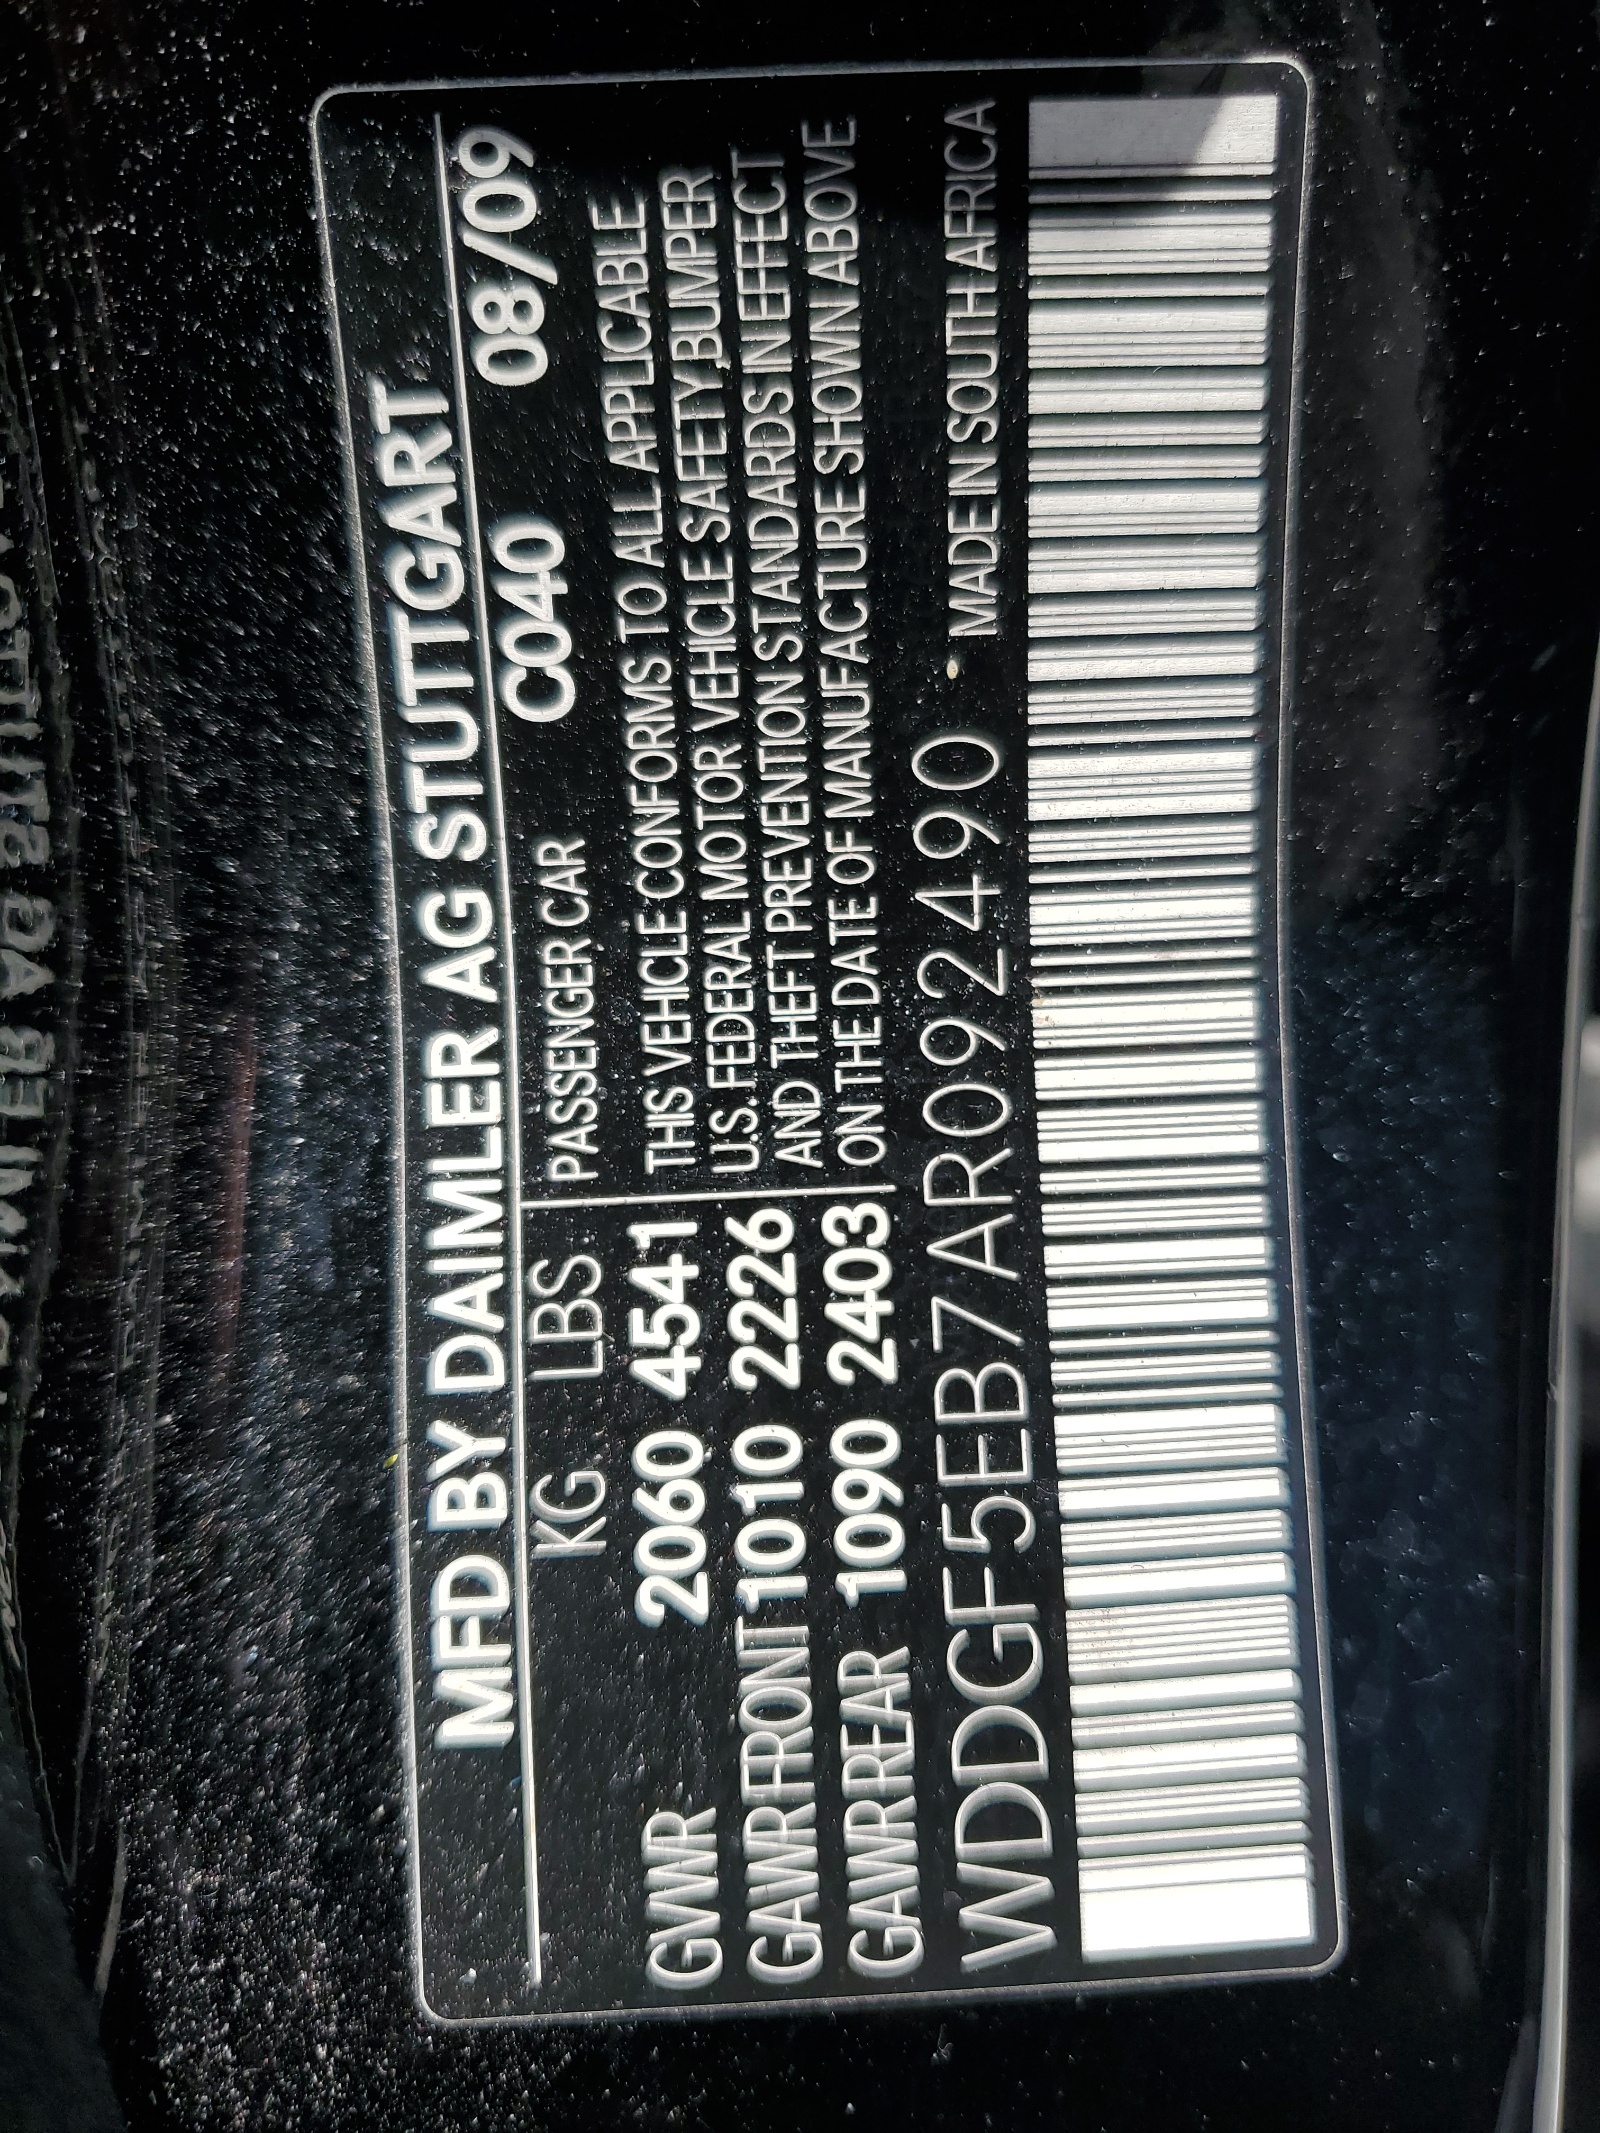 MFD BY DAIMLER AG STUTTGART
C040 08/09
KG LBS PASSENGER CAR
GVWR 2060 4541 THIS VEHICLE CONFORMS TO ALL APPLICABLE
GAWR FRONT 1010 2226 U.S. FEDERAL MOTOR VEHICLE SAFETY, BUMPER
GAWR REAR 1090 2403 AND THEFT PREVENTION STANDARDS IN EFFECT
ON THE DATE OF MANUFACTURE SHOWN ABOVE
WDDGF5EB7AR092490 MADE IN SOUTH AFRICA